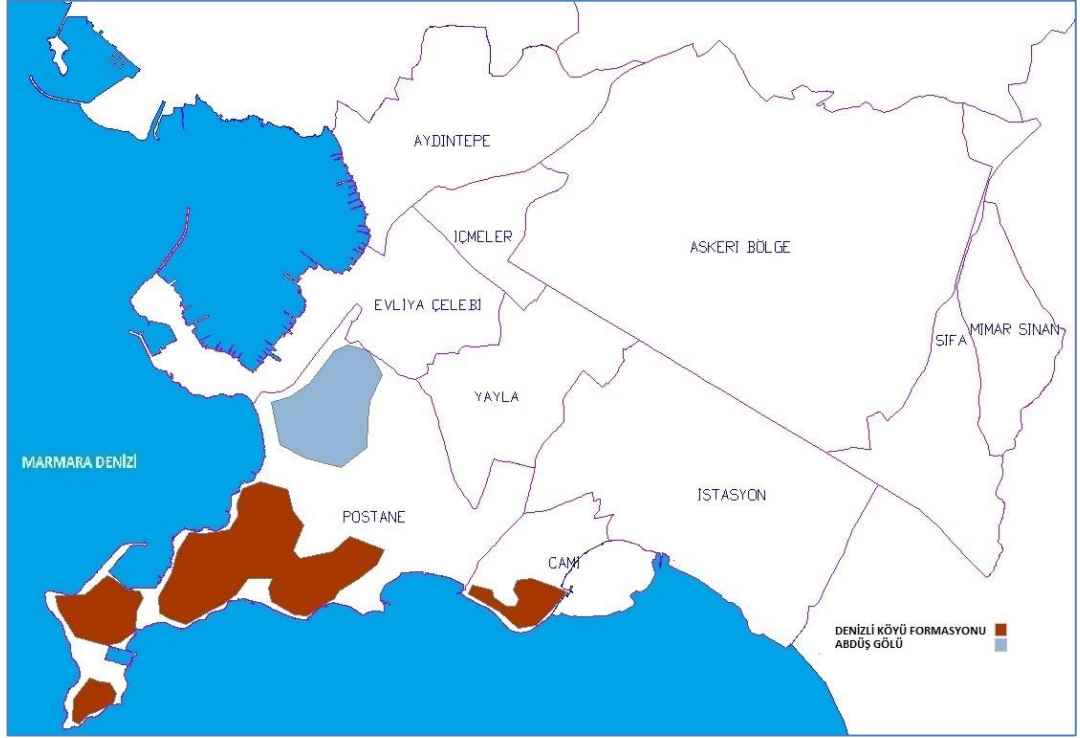 AYDINTEPE
İÇMELER
ASKERİ BÖLGE
EVLİYA ÇELEBİ
ŞİFA
MİMAR SİNAN
YAYLA
MARMARA DENİZİ
İSTASYON
POSTANE
CAMİ
DENİZLİ KÖYÜ FORMASYONU
ABDÜŞ GÖLÜ